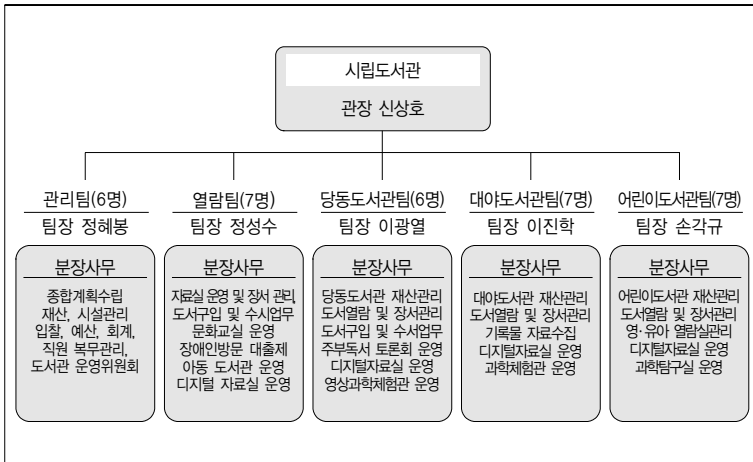 시립도서관
관장 신상호
관리팀(6명)
팀장 정혜봉
분장사무
종합계획수립
재산, 시설관리
입찰, 예산, 회계,
직원 복무관리,
도서관 운영위원회
열람팀(7명)
팀장 정성수
분장사무
자료실 운영 및 장서 관리,
도서구입 및 수시업무
문화교실 운영
장애인방문 대출제
아동 도서관 운영
디지털 자료실 운영
당동도서관팀(6명)
팀장 이광열
분장사무
당동도서관 재산관리
도서열람 및 장서관리
도서구입 및 수서업무
주부독서 토론회 운영
디지털자료실 운영
영상과학체험관 운영
대야도서관팀(7명)
팀장 이진학
분장사무
대야도서관 재산관리
도서열람 및 장서관리
기록물 자료수집
디지털자료실 운영
과학체험관 운영
어린이도서관팀(7명)
팀장 손각규
분장사무
어린이도서관 재산관리
도서열람 및 장서관리
영·유아 열람실관리
디지털자료실 운영
과학탐구실 운영